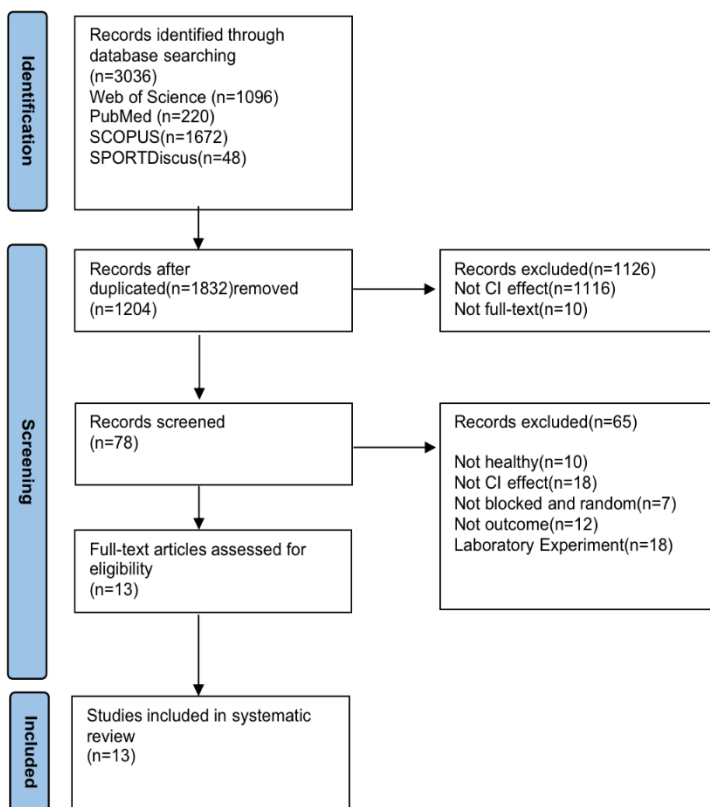 Identification
Records identified through
database searching
(n=3036)
Web of Science (n=1096)
PubMed (n=220)
SCOPUS(n=1672)
SPORTDiscus(n=48)
Screening
Records after
duplicated(n=1832)removed
(n=1204)
Records excluded(n=1126)
Not CI effect(n=1116)
Not full-text(n=10)
Records screened
(n=78)
Records excluded(n=65)
Not healthy(n=10)
Not CI effect(n=18)
Not blocked and random(n=7)
Not outcome(n=12)
Laboratory Experiment(n=18)
Full-text articles assessed for
eligibility
(n=13)
Included
Studies included in systematic
review
(n=13)